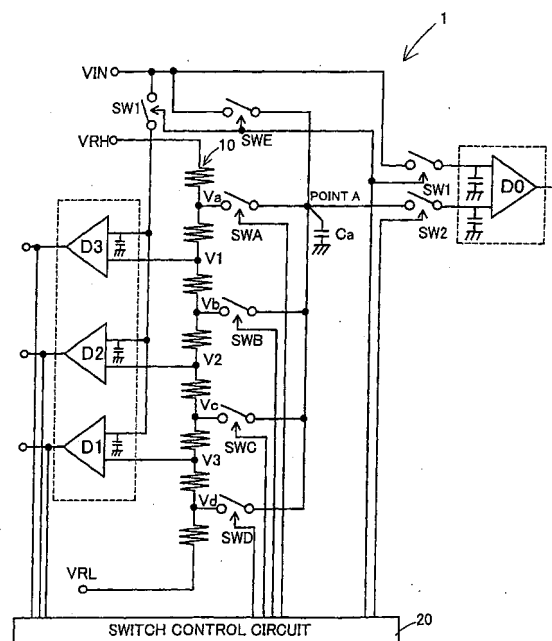 1
VIN
SW1
SWE
VRH
10
Va
SWA
POINT A
Ca
SW1
SW2
D0
D3
V1
Vb
SWB
D2
V2
Vc
SWC
D1
V3
Vd
SWD
VRL
20
SWITCH CONTROL CIRCUIT